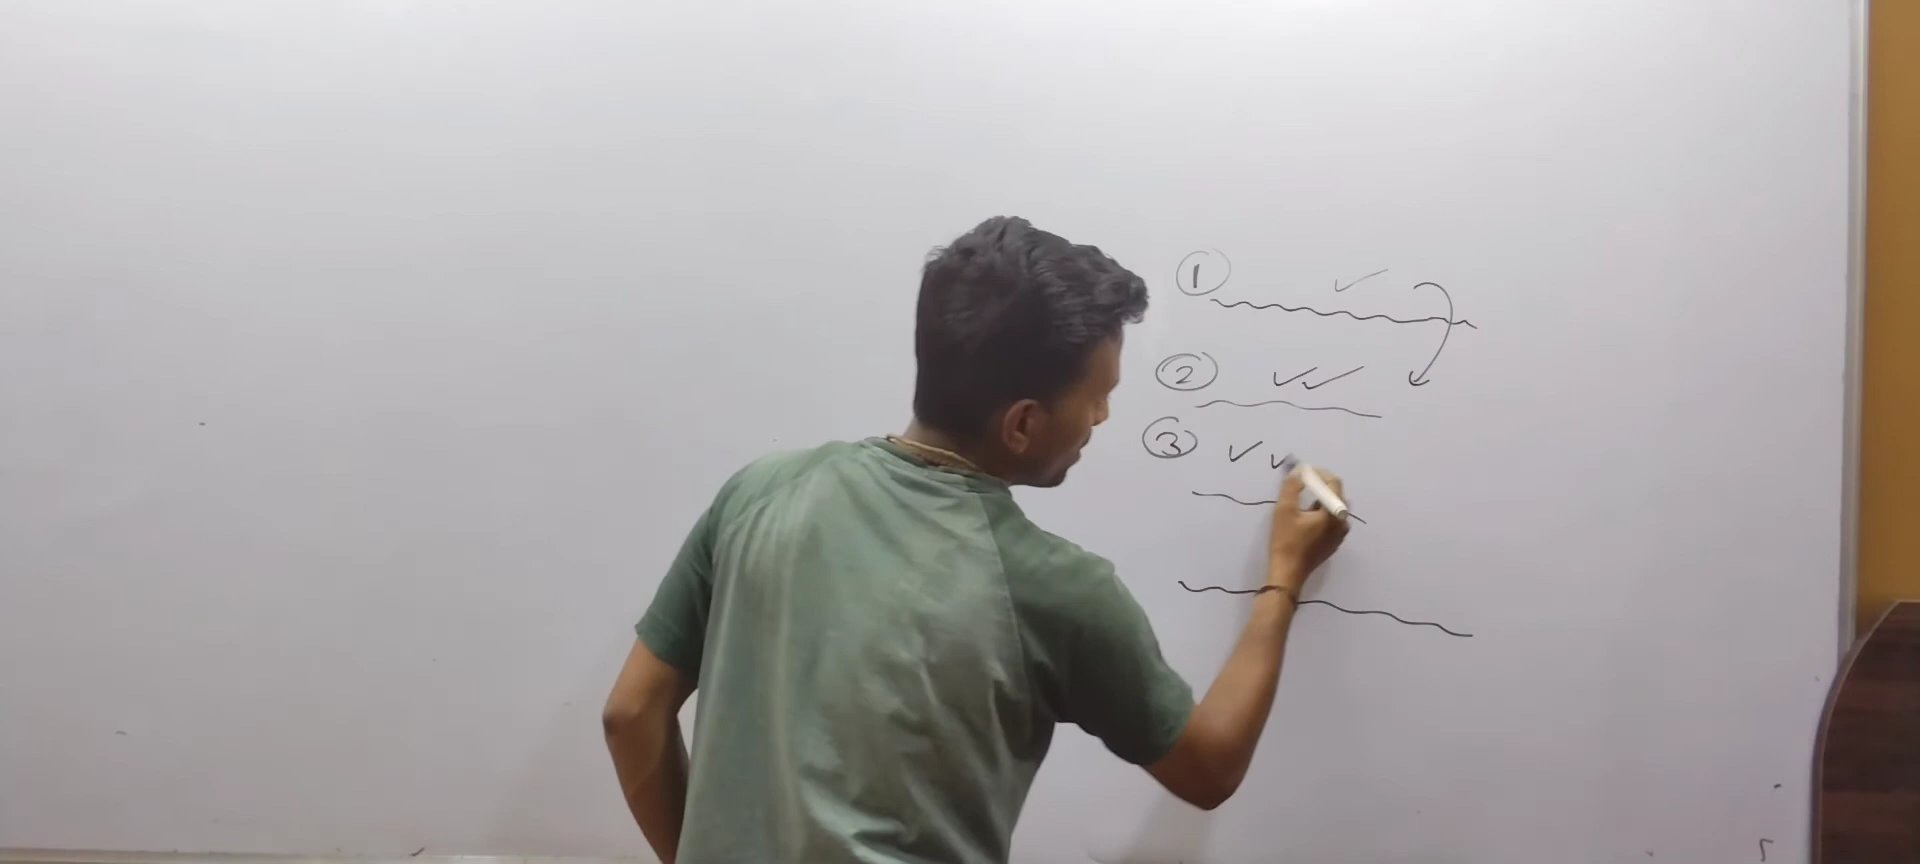 ① ✓
② ✓✓
③ ✓✓